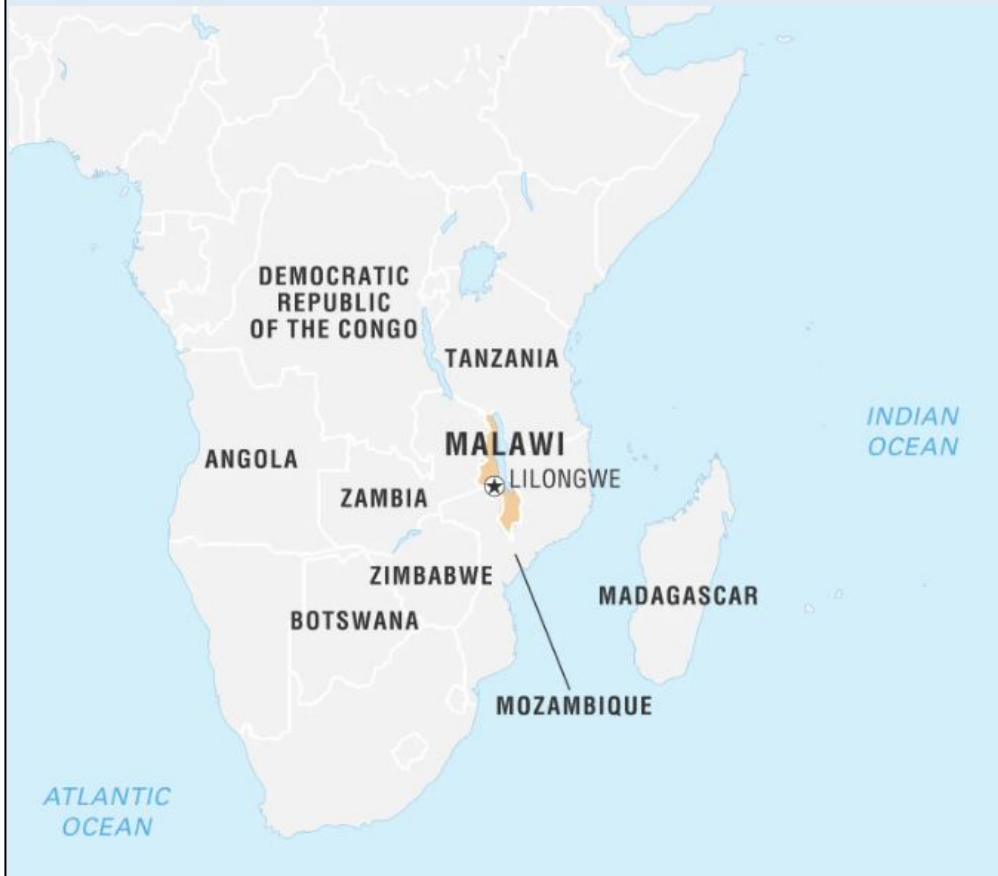 DEMOCRATIC
REPUBLIC
OF THE CONGO
TANZANIA
INDIAN
OCEAN
MALAWI
ANGOLA
LILONGWE
ZAMBIA
ZIMBABWE
MADAGASCAR
BOTSWANA
MOZAMBIQUE
ATLANTIC
OCEAN